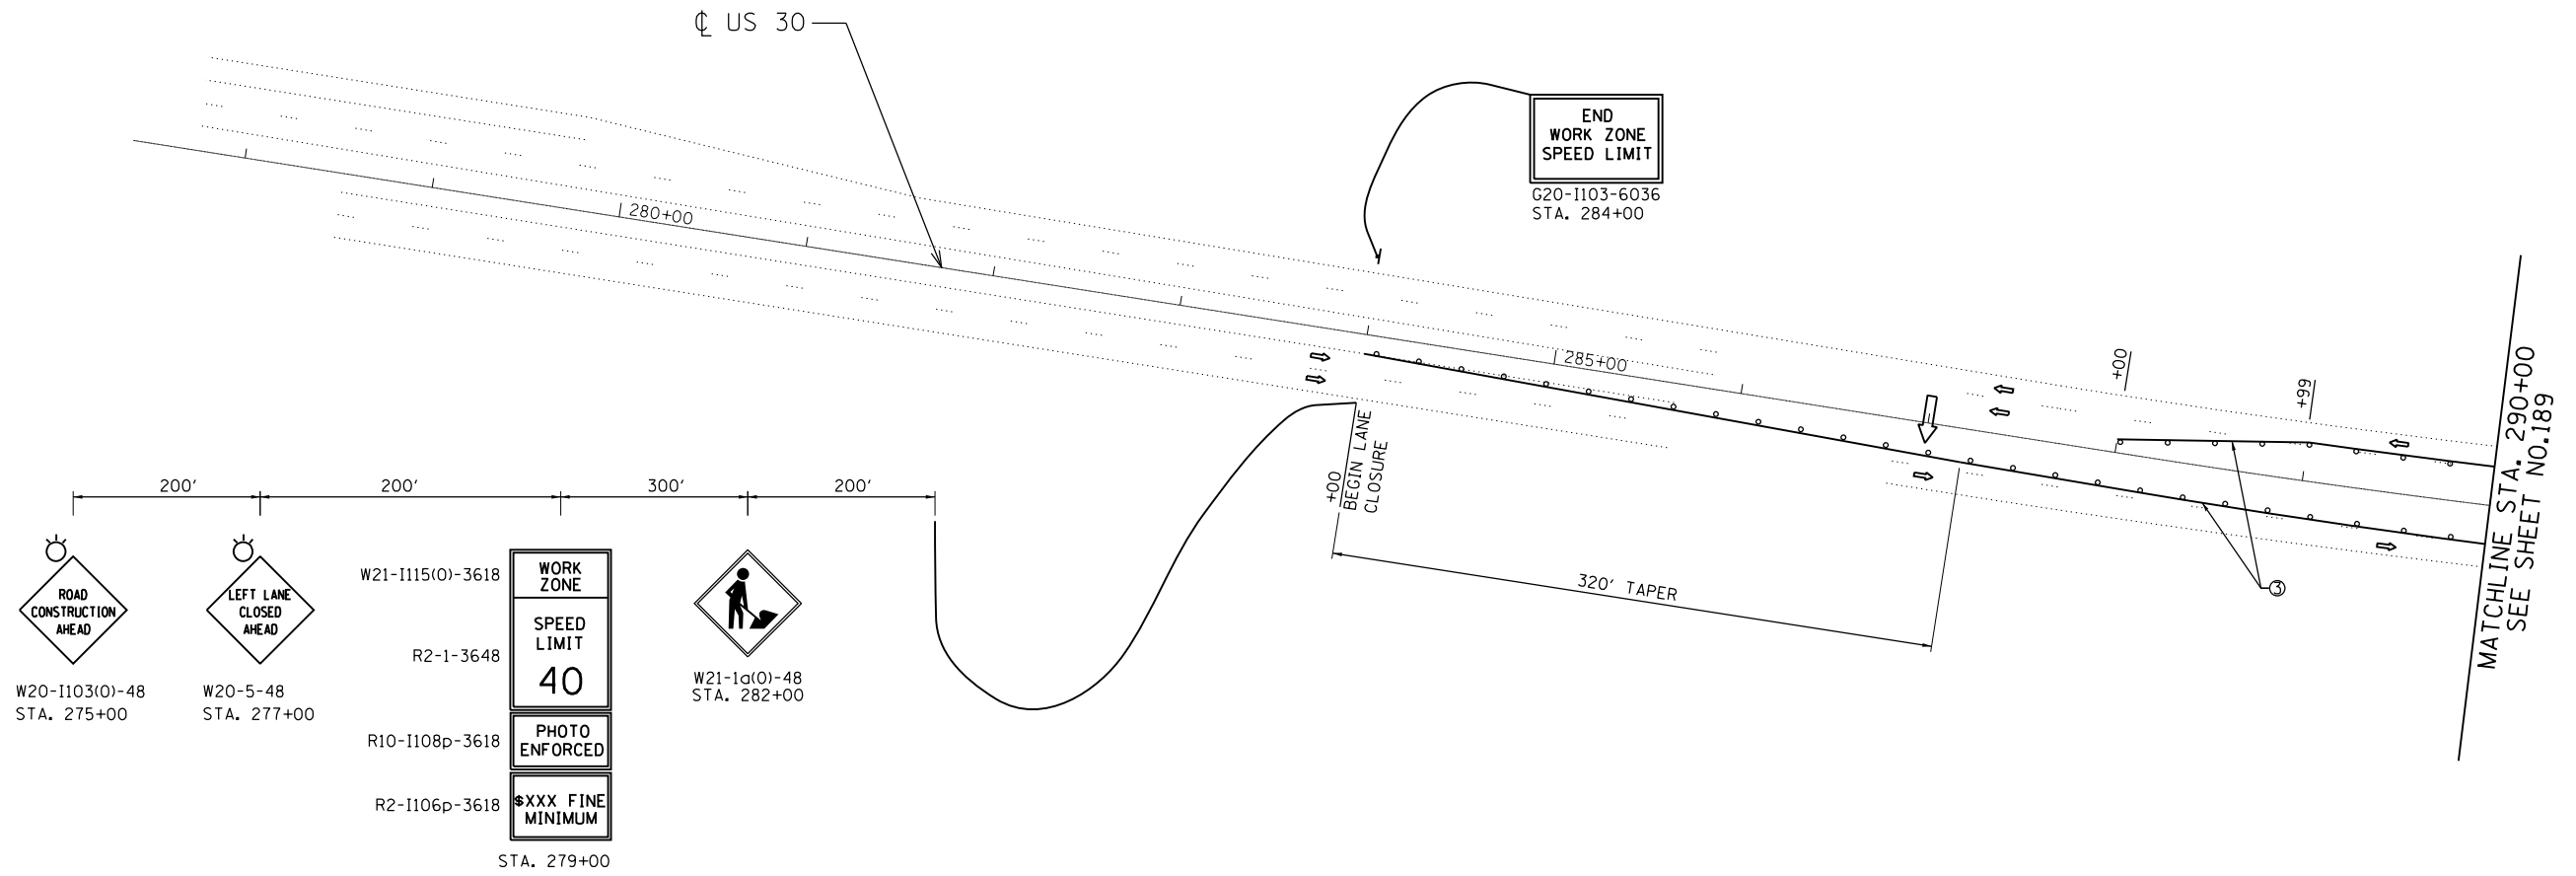 ℄ US 30
END
WORK ZONE
SPEED LIMIT
G20-I103-6036
STA. 284+00
280+00
285+00
+00
+99
MATCHLINE STA. 290+00
SEE SHEET NO.189
+00
BEGIN LANE
CLOSURE
320' TAPER
3
200'
200'
300'
200'
ROAD
CONSTRUCTION
AHEAD
W20-I103(O)-48
STA. 275+00
LEFT LANE
CLOSED
AHEAD
W20-5-48
STA. 277+00
W21-I115(O)-3618
WORK
ZONE
R2-1-3648
SPEED
LIMIT
40
R10-I108p-3618
PHOTO
ENFORCED
R2-I106p-3618
$XXX FINE
MINIMUM
STA. 279+00
W21-1a(O)-48
STA. 282+00